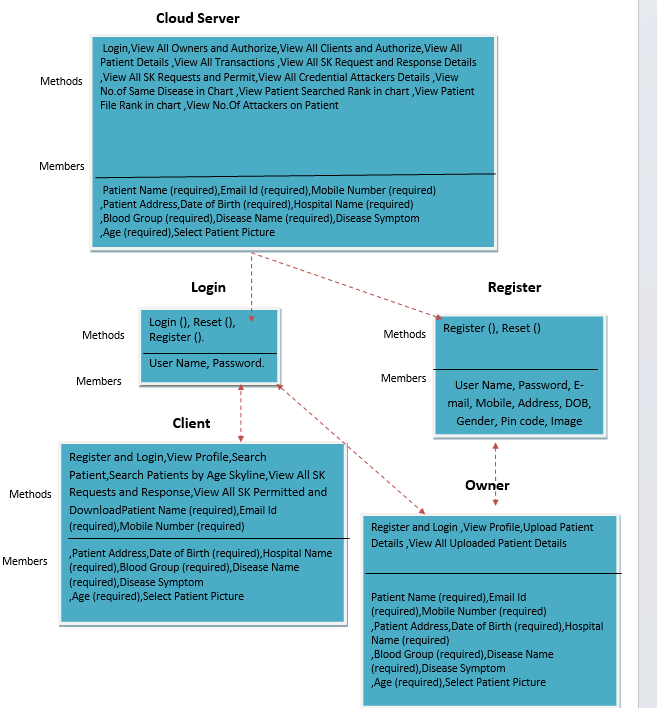 Cloud Server
Methods
Login,View All Owners and Authorize,View All Clients and Authorize,View All
Patient Details ,View All Transactions ,View All SK Request and Response Details
,View All SK Requests and Permit,View All Credential Attackers Details ,View
No.of Same Disease in Chart ,View Patient Searched Rank in chart ,View Patient
File Rank in chart ,View No.Of Attackers on Patient
Members
Patient Name (required),Email Id (required),Mobile Number (required)
,Patient Address,Date of Birth (required),Hospital Name (required)
,Blood Group (required),Disease Name (required),Disease Symptom
,Age (required),Select Patient Picture
Login
Methods
Login (), Reset (),
Register ().
Members
User Name, Password.
Register
Methods
Register (), Reset ()
Members
User Name, Password, E-
mail, Mobile, Address, DOB,
Gender, Pin code, Image
Client
Methods
Register and Login,View Profile,Search
Patient,Search Patients by Age Skyline,View All SK
Requests and Response,View All SK Permitted and
DownloadPatient Name (required),Email Id
(required),Mobile Number (required)
Members
,Patient Address,Date of Birth (required),Hospital Name
(required),Blood Group (required),Disease Name
(required),Disease Symptom
,Age (required),Select Patient Picture
Owner
Register and Login ,View Profile,Upload Patient
Details ,View All Uploaded Patient Details
Patient Name (required),Email Id
(required),Mobile Number (required)
,Patient Address,Date of Birth (required),Hospital
Name (required)
,Blood Group (required),Disease Name
(required),Disease Symptom
,Age (required),Select Patient Picture